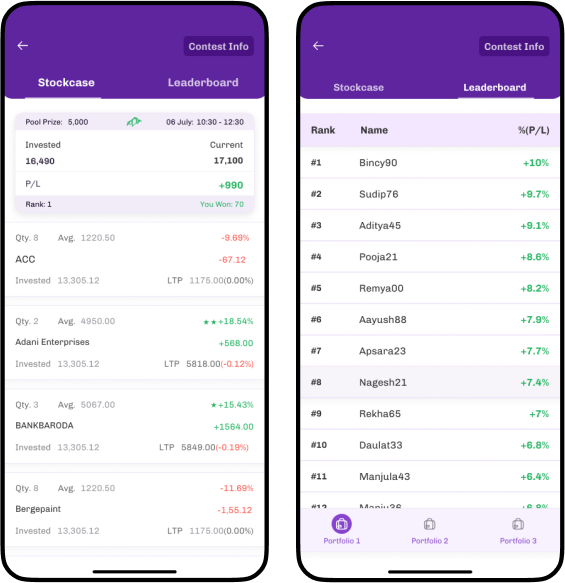 Contest Info
Stockcase Leaderboard
Pool Prize: 5,000 06 July: 10:30 - 12:30
Invested Current
16,490 17,100
P/L +990
Rank: 1 You Won: 70
Qty. 8 Avg. 1220.50 -9.69%
ACC -67.12
Invested 13,305.12 LTP 1175.00(0.00%)
Qty. 2 Avg. 4950.00 ★★+18.54%
Adani Enterprises +568.00
Invested 13,305.12 LTP 5818.00(-0.12%)
Qty. 3 Avg. 5067.00 ★+15.43%
BANKBARODA +1564.00
Invested 13,305.12 LTP 5849.00(-0.19%)
Qty. 8 Avg. 1220.50 -11.69%
Bergepaint -1,55.12
Invested 13,305.12 LTP 1175.00(0.00%)
Contest Info
Stockcase Leaderboard
Rank Name %(P/L)
#1 Bincy90 +10%
#2 Sudip76 +9.7%
#3 Aditya45 +9.1%
#4 Pooja21 +8.6%
#5 Remya00 +8.2%
#6 Aayush88 +7.9%
#7 Apsara23 +7.7%
#8 Nagesh21 +7.4%
#9 Rekha65 +7%
#10 Daulat33 +6.8%
#11 Manjula43 +6.4%
#12 Manju36
Portfolio 1 Portfolio 2 Portfolio 3